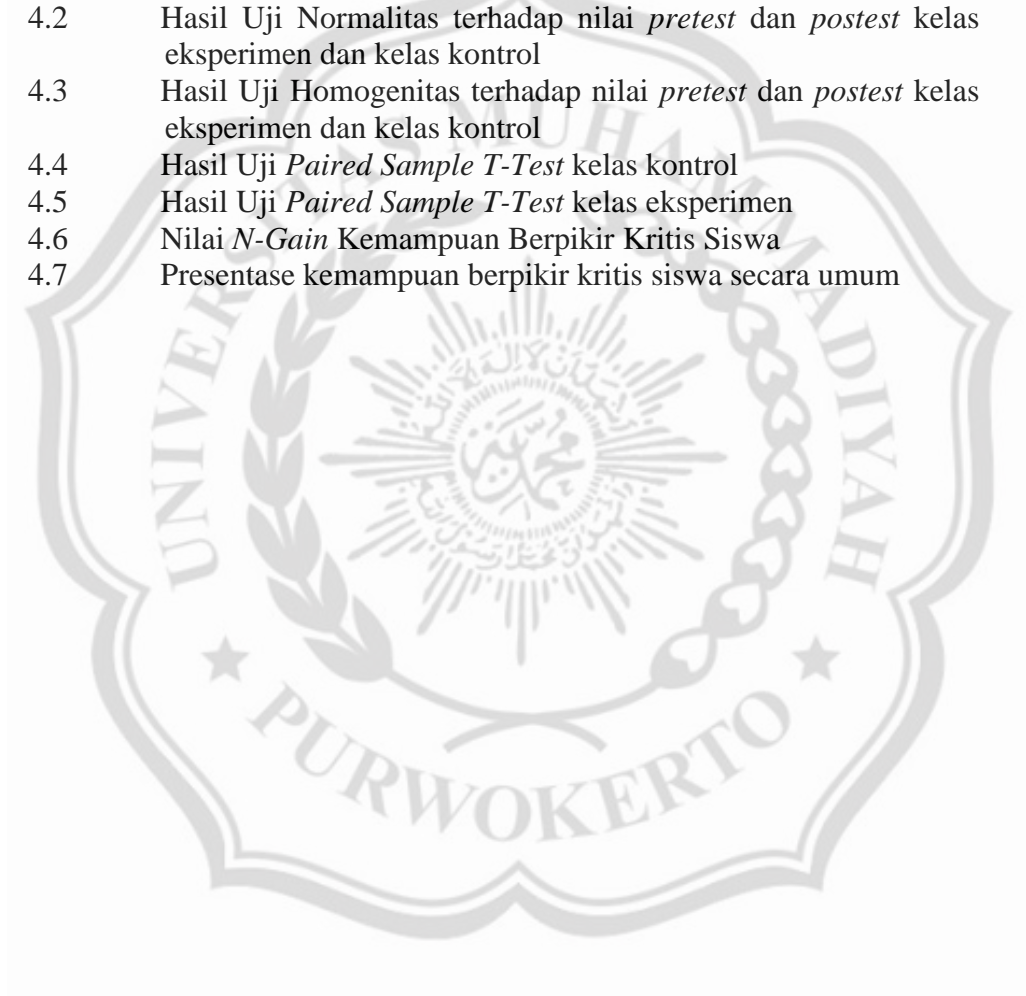 4.2 Hasil Uji Normalitas terhadap nilai pretest dan postest kelas
eksperimen dan kelas kontrol
4.3 Hasil Uji Homogenitas terhadap nilai pretest dan postest kelas
eksperimen dan kelas kontrol
4.4 Hasil Uji Paired Sample T-Test kelas kontrol
4.5 Hasil Uji Paired Sample T-Test kelas eksperimen
4.6 Nilai N-Gain Kemampuan Berpikir Kritis Siswa
4.7 Presentase kemampuan berpikir kritis siswa secara umum
UNIVERSITAS MUHAMMADIYAH
PURWOKERTO